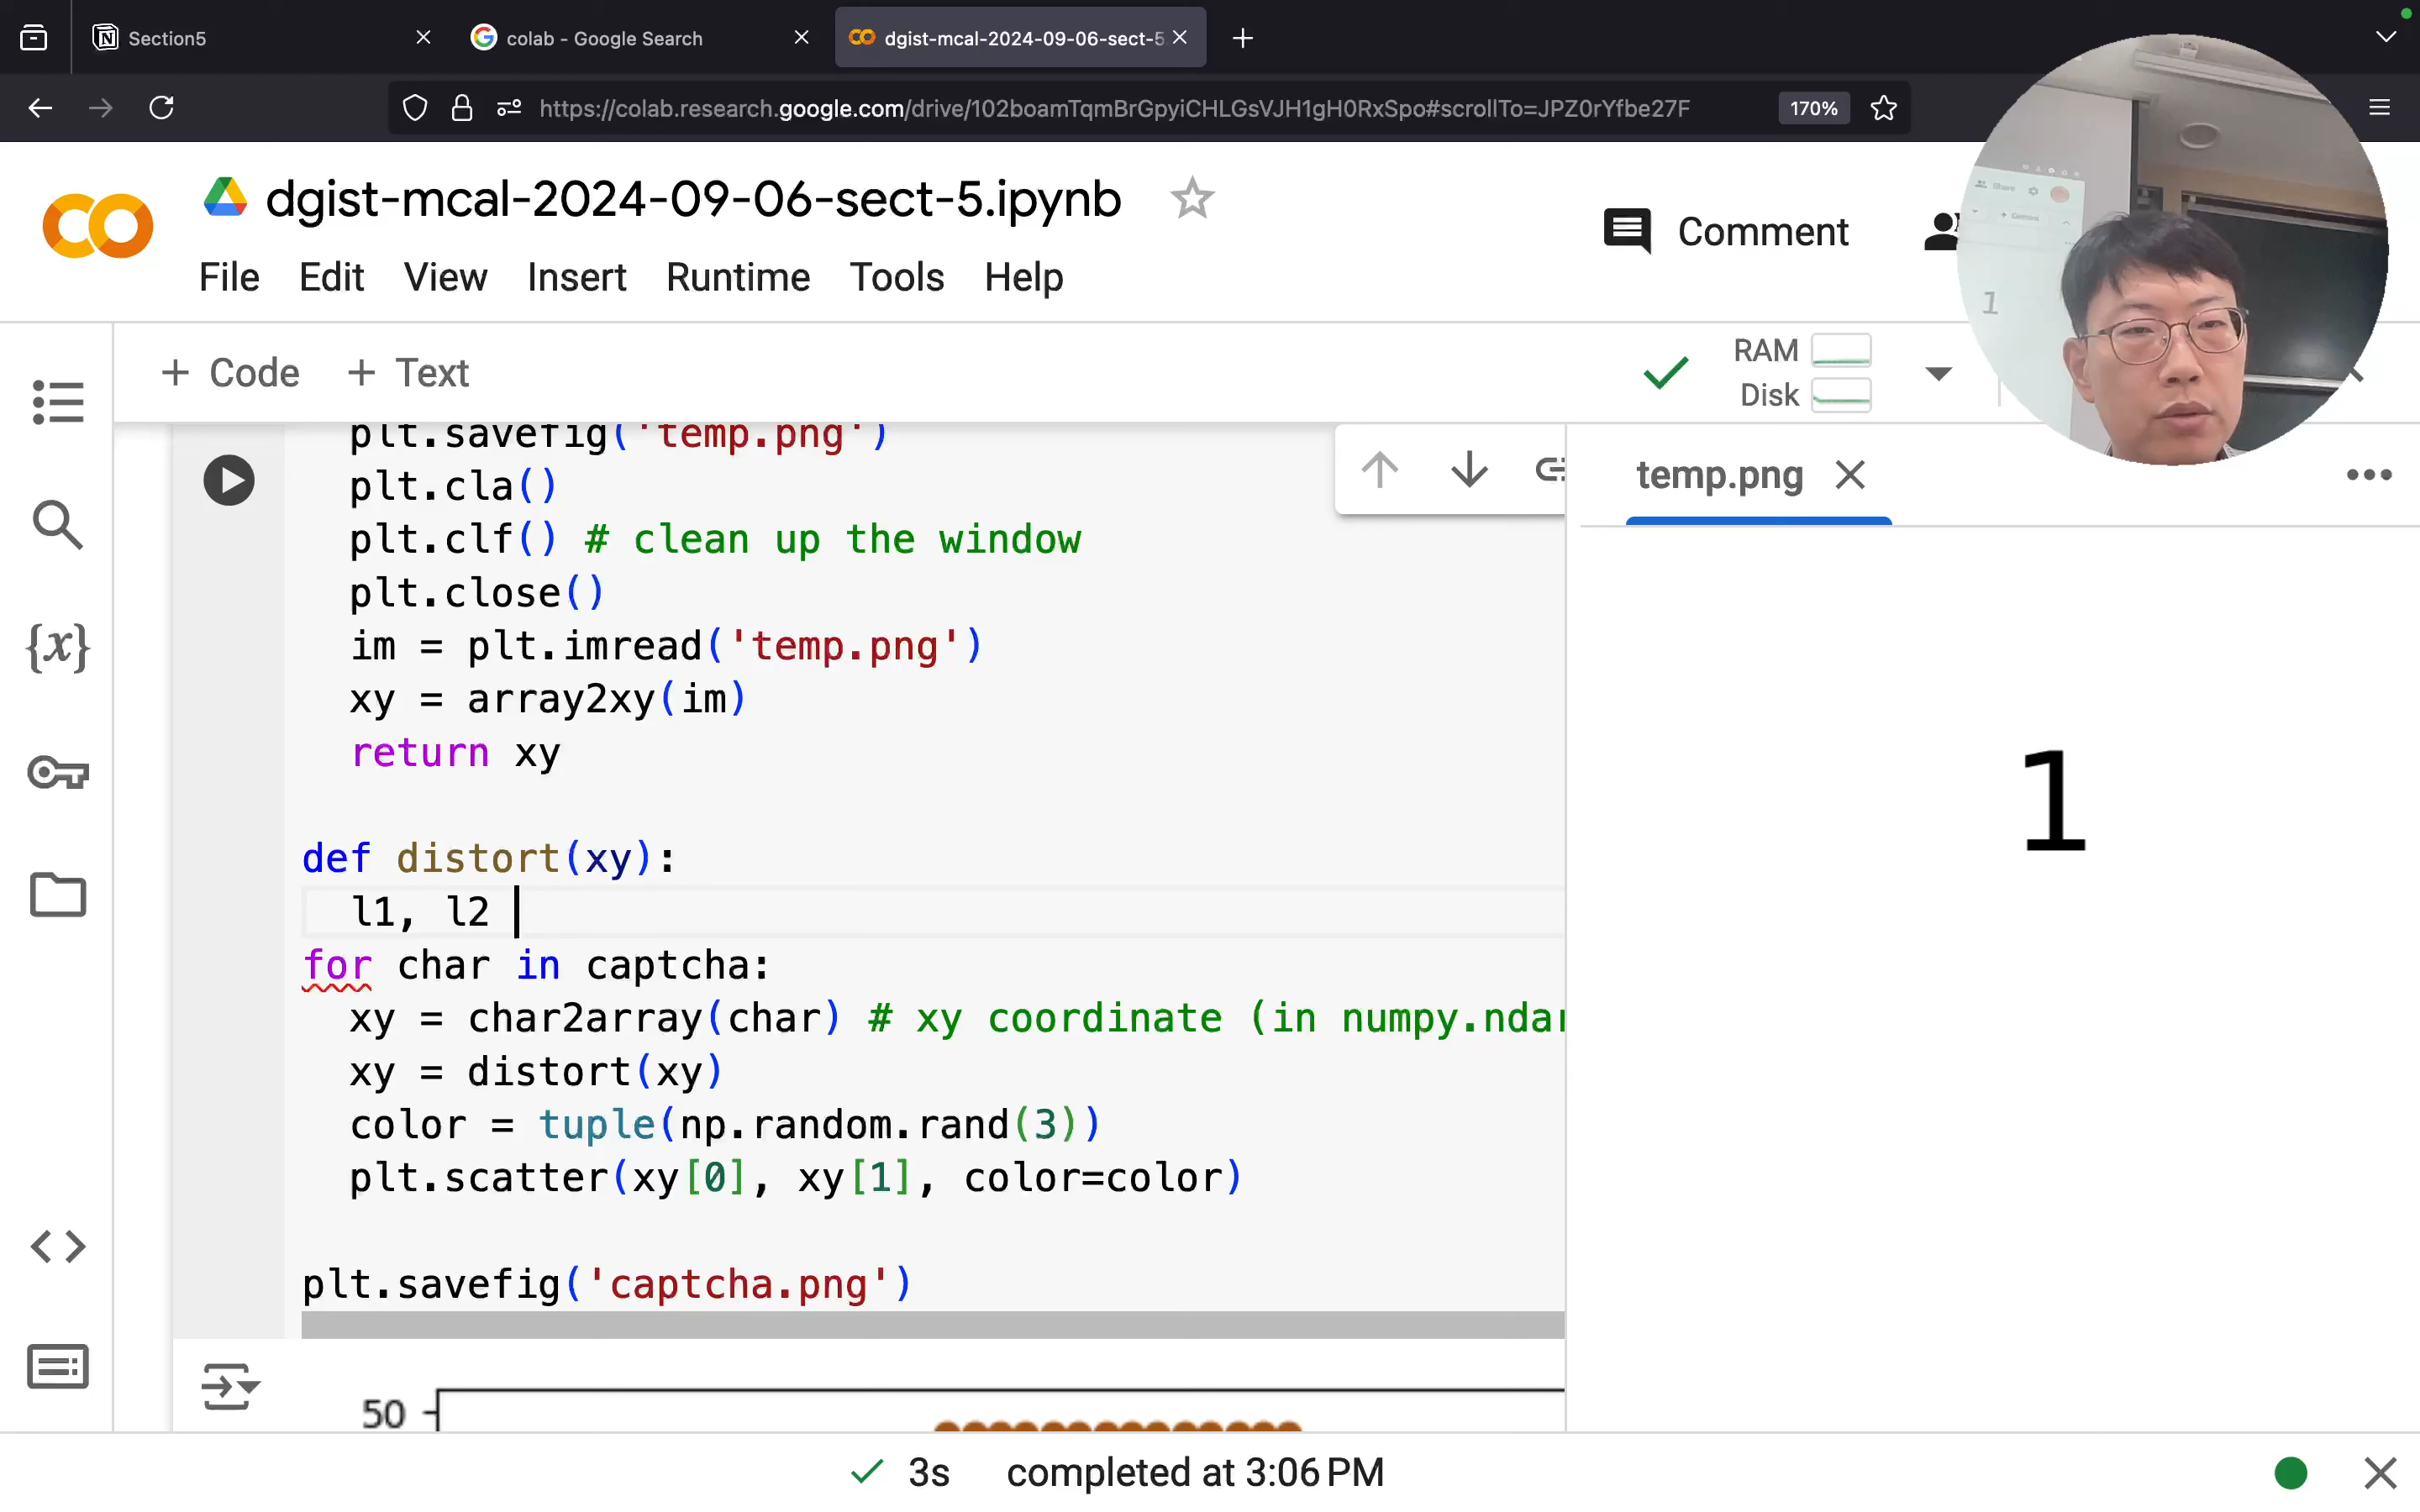 Section5
colab - Google Search
dgist-mcal-2024-09-06-sect-5
https://colab.research.google.com/drive/102boamTqmBrGpyiCHLGsVJH1gH0RxSpo#scrollTo=JPZ0rYfbe27F
170%
dgist-mcal-2024-09-06-sect-5.ipynb
Comment
File Edit View Insert Runtime Tools Help
+ Code + Text
RAM
Disk
plt.savefig('temp.png')
plt.cla()
plt.clf() # clean up the window
plt.close()
im = plt.imread('temp.png')
xy = array2xy(im)
return xy
def distort(xy):
l1, l2
for char in captcha:
xy = char2array(char) # xy coordinate (in numpy.ndar
xy = distort(xy)
color = tuple(np.random.rand(3))
plt.scatter(xy[0], xy[1], color=color)
plt.savefig('captcha.png')
50
temp.png
1
Share
1
{x}
3s completed at 3:06 PM